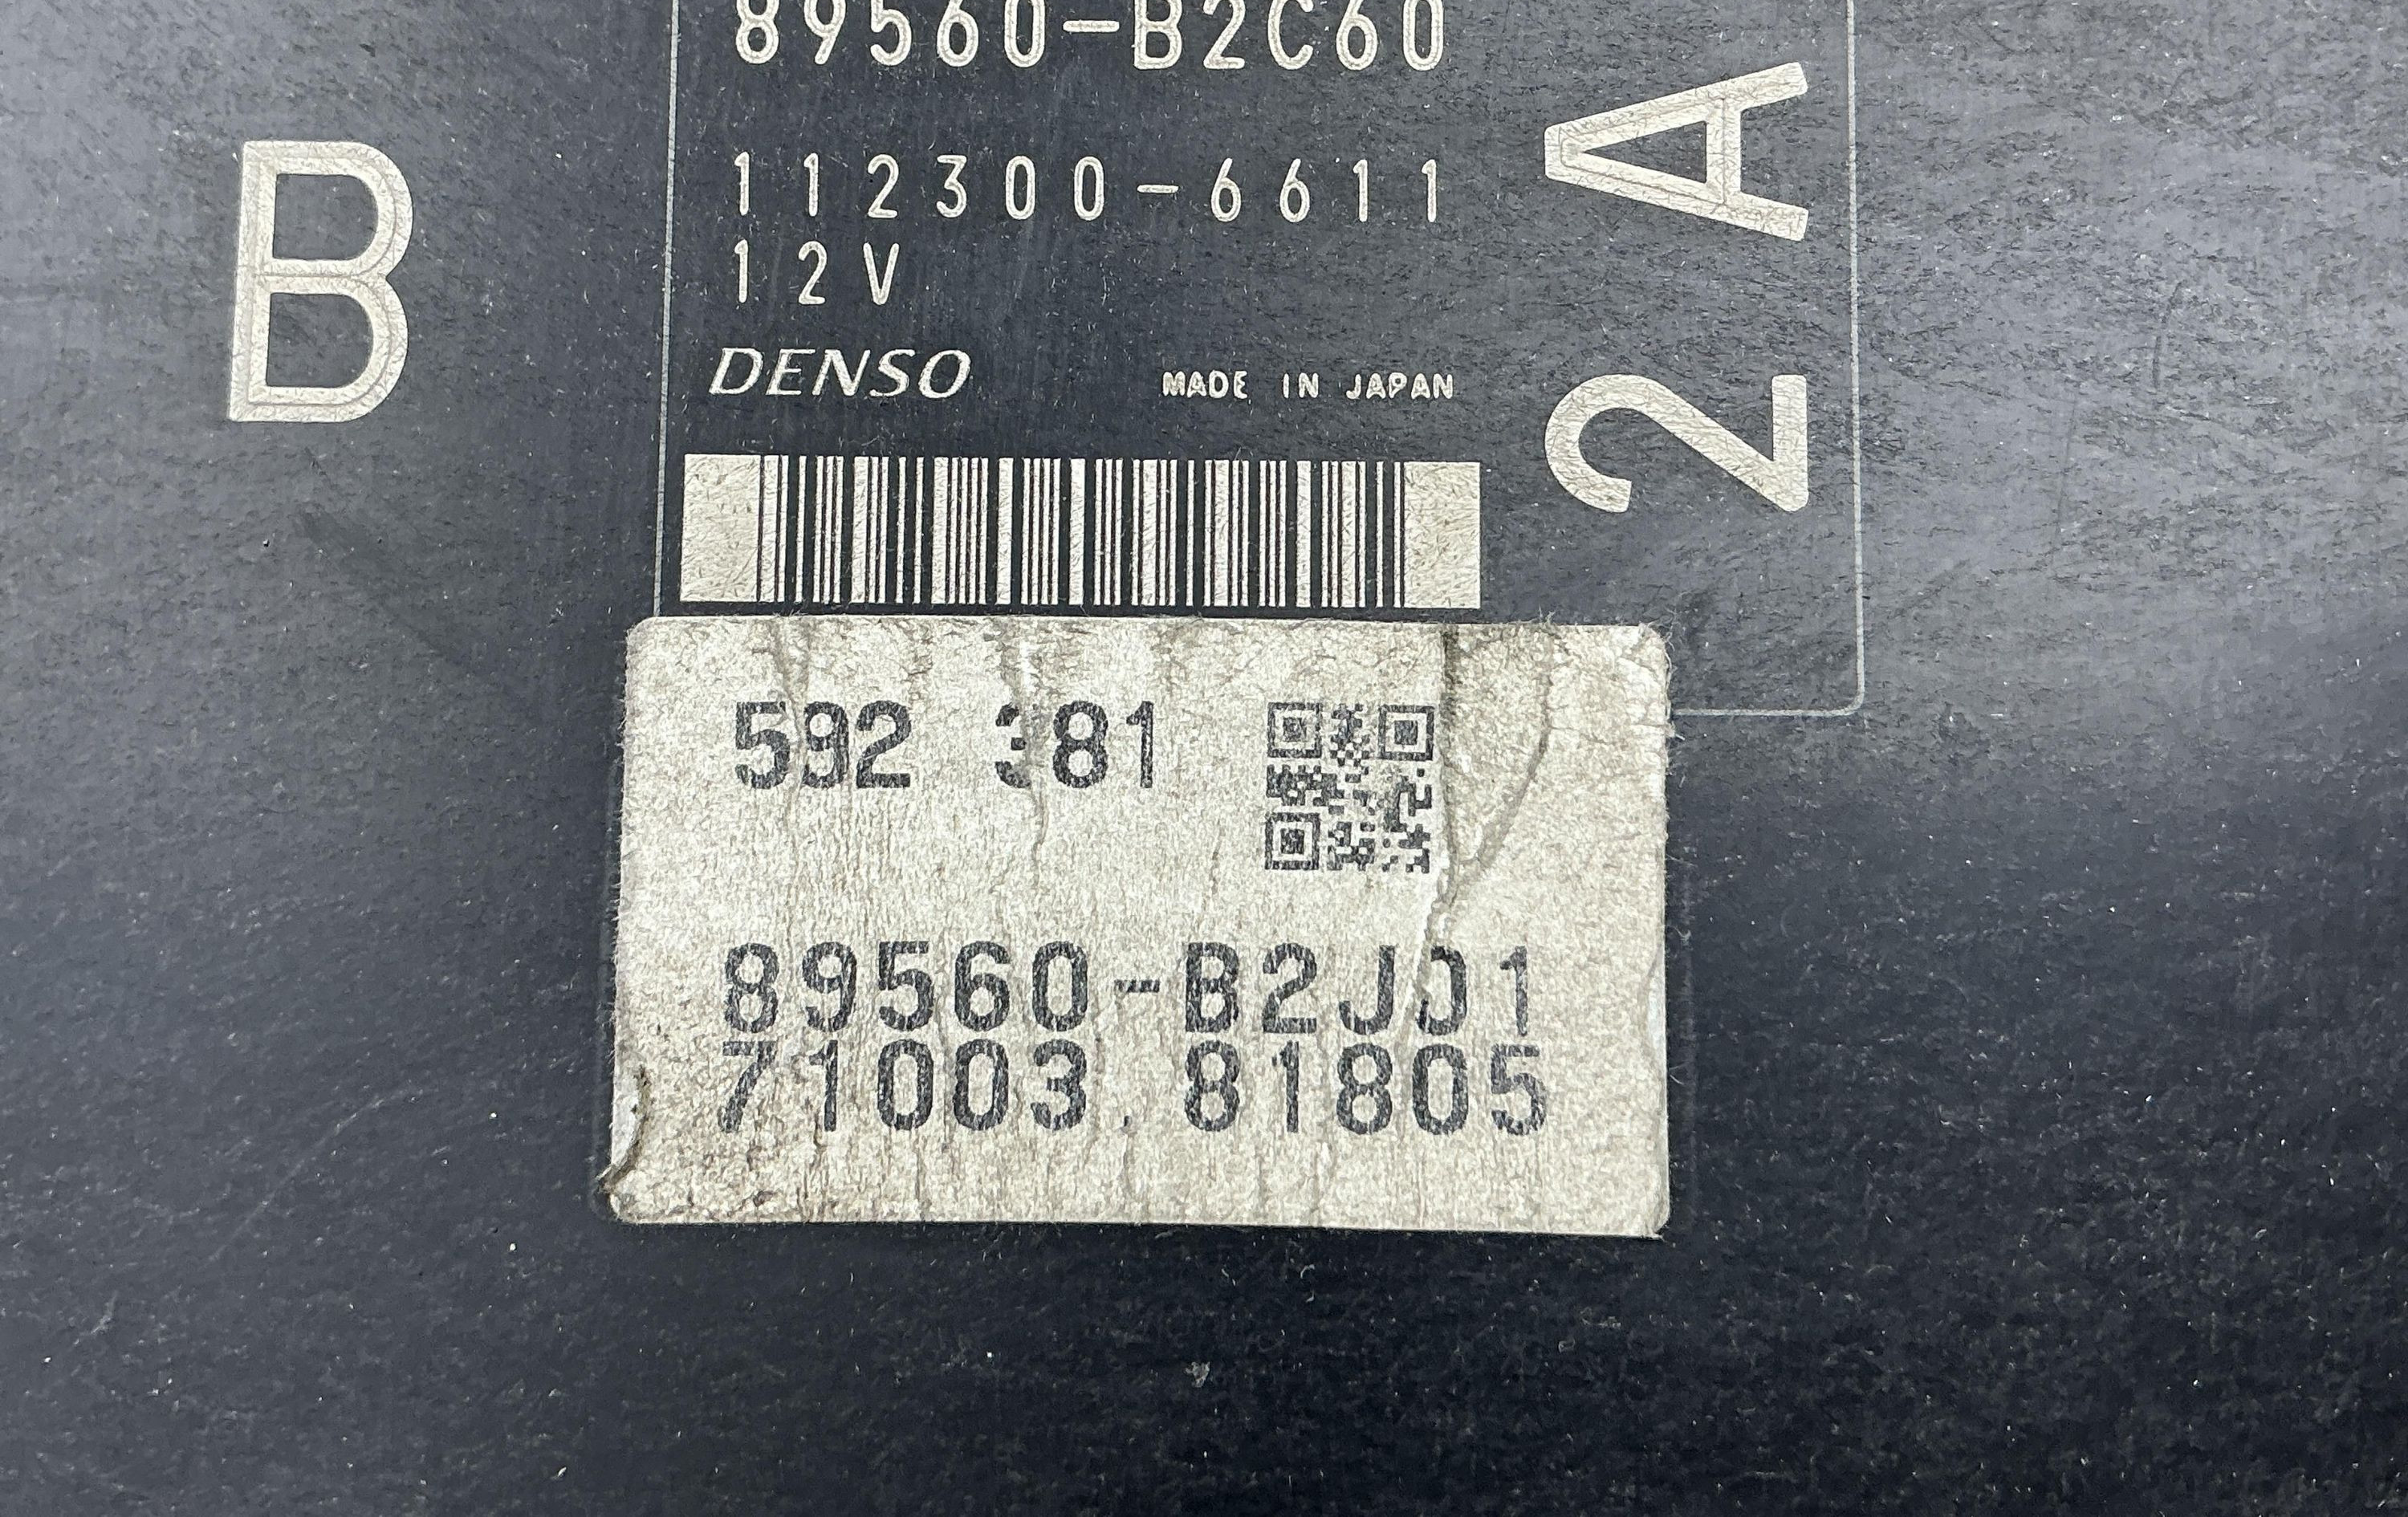 89560-B2C60
112300-6611
12V
DENSO MADE IN JAPAN
B
2A
592 381
89560-B2J01
71003.81805